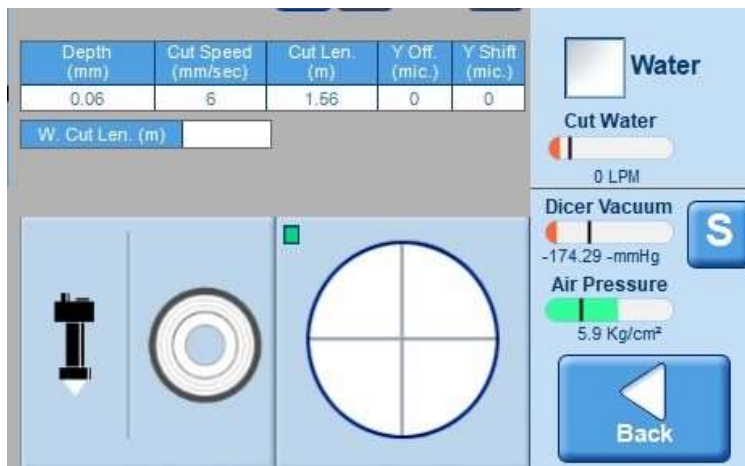 Depth (mm) Cut Speed (mm/sec) Cut Len. (m) Y Off. (mic.) Y Shift (mic.)
0.06 6 1.56 0 0
W. Cut Len. (m)
Water
Cut Water
0 LPM
Dicer Vacuum
S
-174.29 -mmHg
Air Pressure
5.9 Kg/cm²
Back